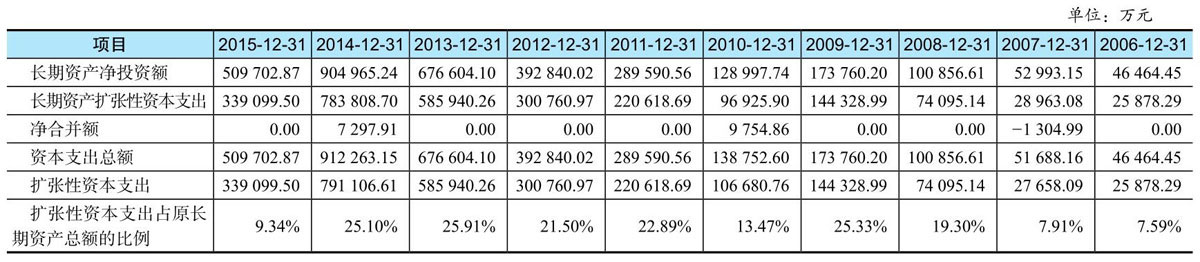 单位：万元
项目 2015-12-31 2014-12-31 2013-12-31 2012-12-31 2011-12-31 2010-12-31 2009-12-31 2008-12-31 2007-12-31 2006-12-31
长期资产净投资额 509 702.87 904 965.24 676 604.10 392 840.02 289 590.56 128 997.74 173 760.20 100 856.61 52 993.15 46 464.45
长期资产扩张性资本支出 339 099.50 783 808.70 585 940.26 300 760.97 220 618.69 96 925.90 144 328.99 74 095.14 28 963.08 25 878.29
净合并额 0.00 7 297.91 0.00 0.00 0.00 9 754.86 0.00 0.00 −1 304.99 0.00
资本支出总额 509 702.87 912 263.15 676 604.10 392 840.02 289 590.56 138 752.60 173 760.20 100 856.61 51 688.16 46 464.45
扩张性资本支出 339 099.50 791 106.61 585 940.26 300 760.97 220 618.69 106 680.76 144 328.99 74 095.14 27 658.09 25 878.29
扩张性资本支出占原长
期资产总额的比例 9.34% 25.10% 25.91% 21.50% 22.89% 13.47% 25.33% 19.30% 7.91% 7.59%